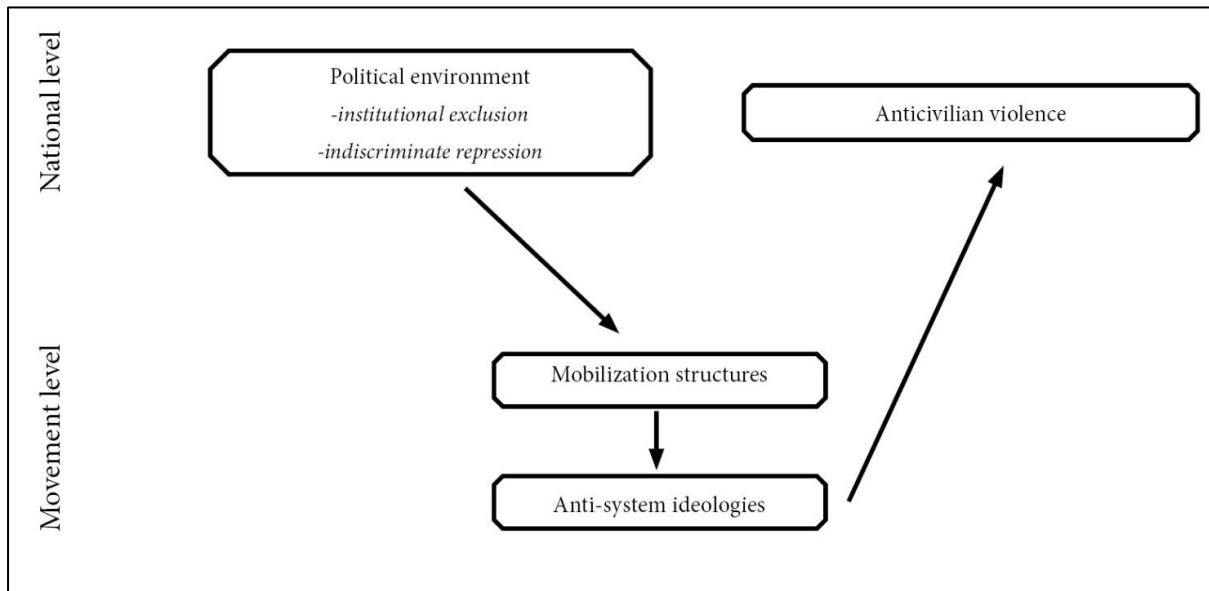 National level
Political environment
-institutional exclusion
-indiscriminate repression
Anticivilian violence
Movement level
Mobilization structures
Anti-system ideologies